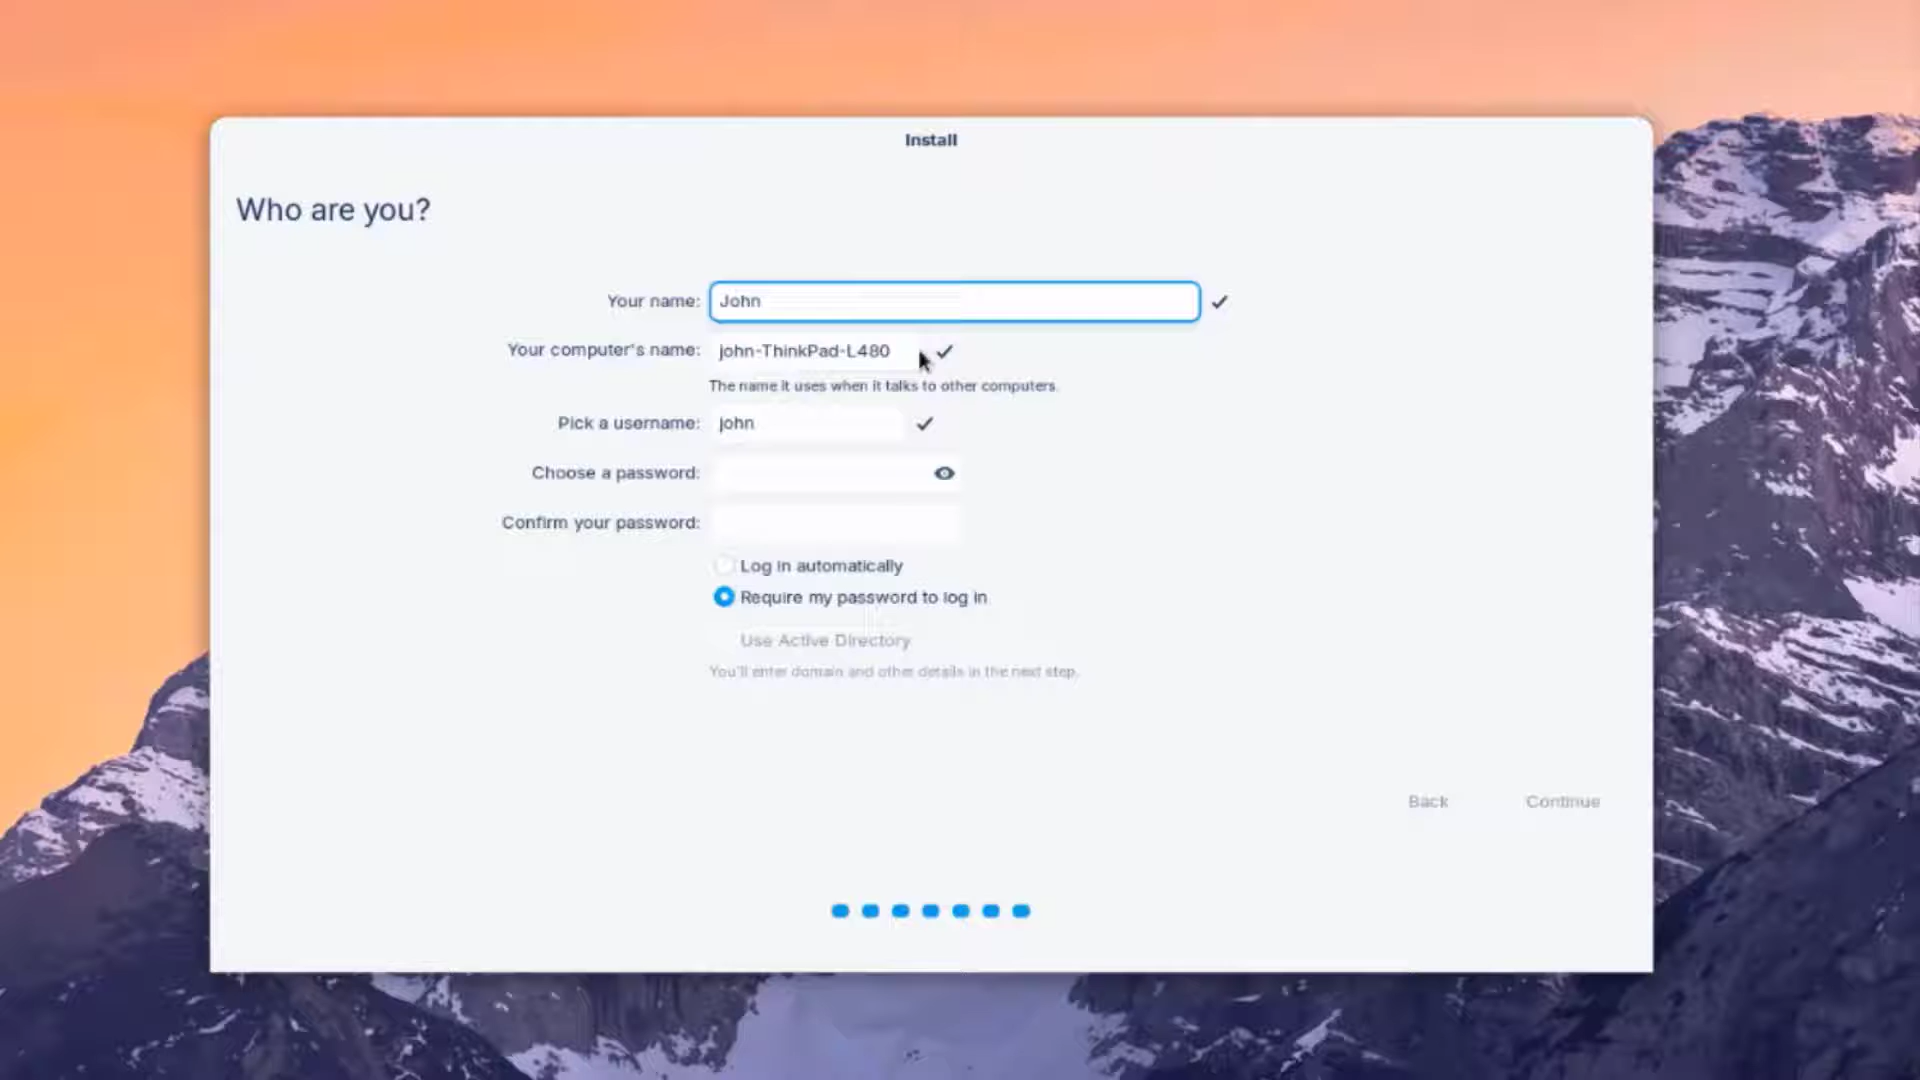 Install
Who are you?
Your name: John
Your computer's name: john-ThinkPad-L480
The name it uses when it talks to other computers.
Pick a username: john
Choose a password:
Confirm your password:
Log in automatically
Require my password to log in
Use Active Directory
You'll enter domain and other details in the next step.
Back Continue